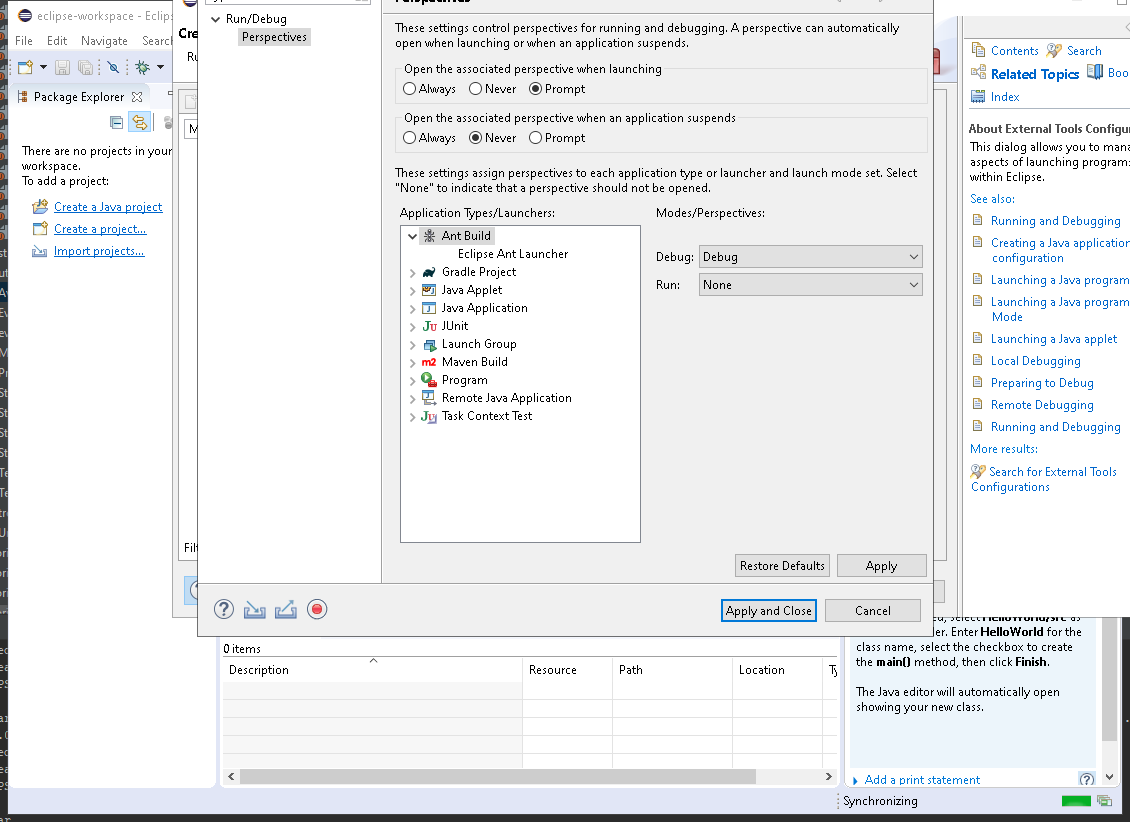 eclipse-workspace - Eclips
File Edit Navigate Search
Package Explorer
There are no projects in your
workspace.
To add a project:
Create a Java project
Create a project...
Import projects...
Cre
Ru
M
Filt
Run/Debug
Perspectives
Perspectives
These settings control perspectives for running and debugging. A perspective can automatically
open when launching or when an application suspends.
Open the associated perspective when launching
Always Never Prompt
Open the associated perspective when an application suspends
Always Never Prompt
These settings assign perspectives to each application type or launcher and launch mode set. Select
"None" to indicate that a perspective should not be opened.
Application Types/Launchers:
Ant Build
Eclipse Ant Launcher
Gradle Project
Java Applet
Java Application
JUnit
Launch Group
Maven Build
Program
Remote Java Application
Task Context Test
Modes/Perspectives:
Debug: Debug
Run: None
Restore Defaults Apply
Apply and Close Cancel
Contents Search
Related Topics Boo
Index
About External Tools Configur
This dialog allows you to mana
aspects of launching program
within Eclipse.
See also:
Running and Debugging
Creating a Java application
configuration
Launching a Java program
Launching a Java program
Mode
Launching a Java applet
Local Debugging
Preparing to Debug
Remote Debugging
Running and Debugging
More results:
Search for External Tools
Configurations
0 items
Description Resource Path Location Ty
ed, select HelloWorld/src as
der. Enter HelloWorld for the
class name, select the checkbox to create
the main() method, then click Finish.
The Java editor will automatically open
showing your new class.
Add a print statement
Synchronizing